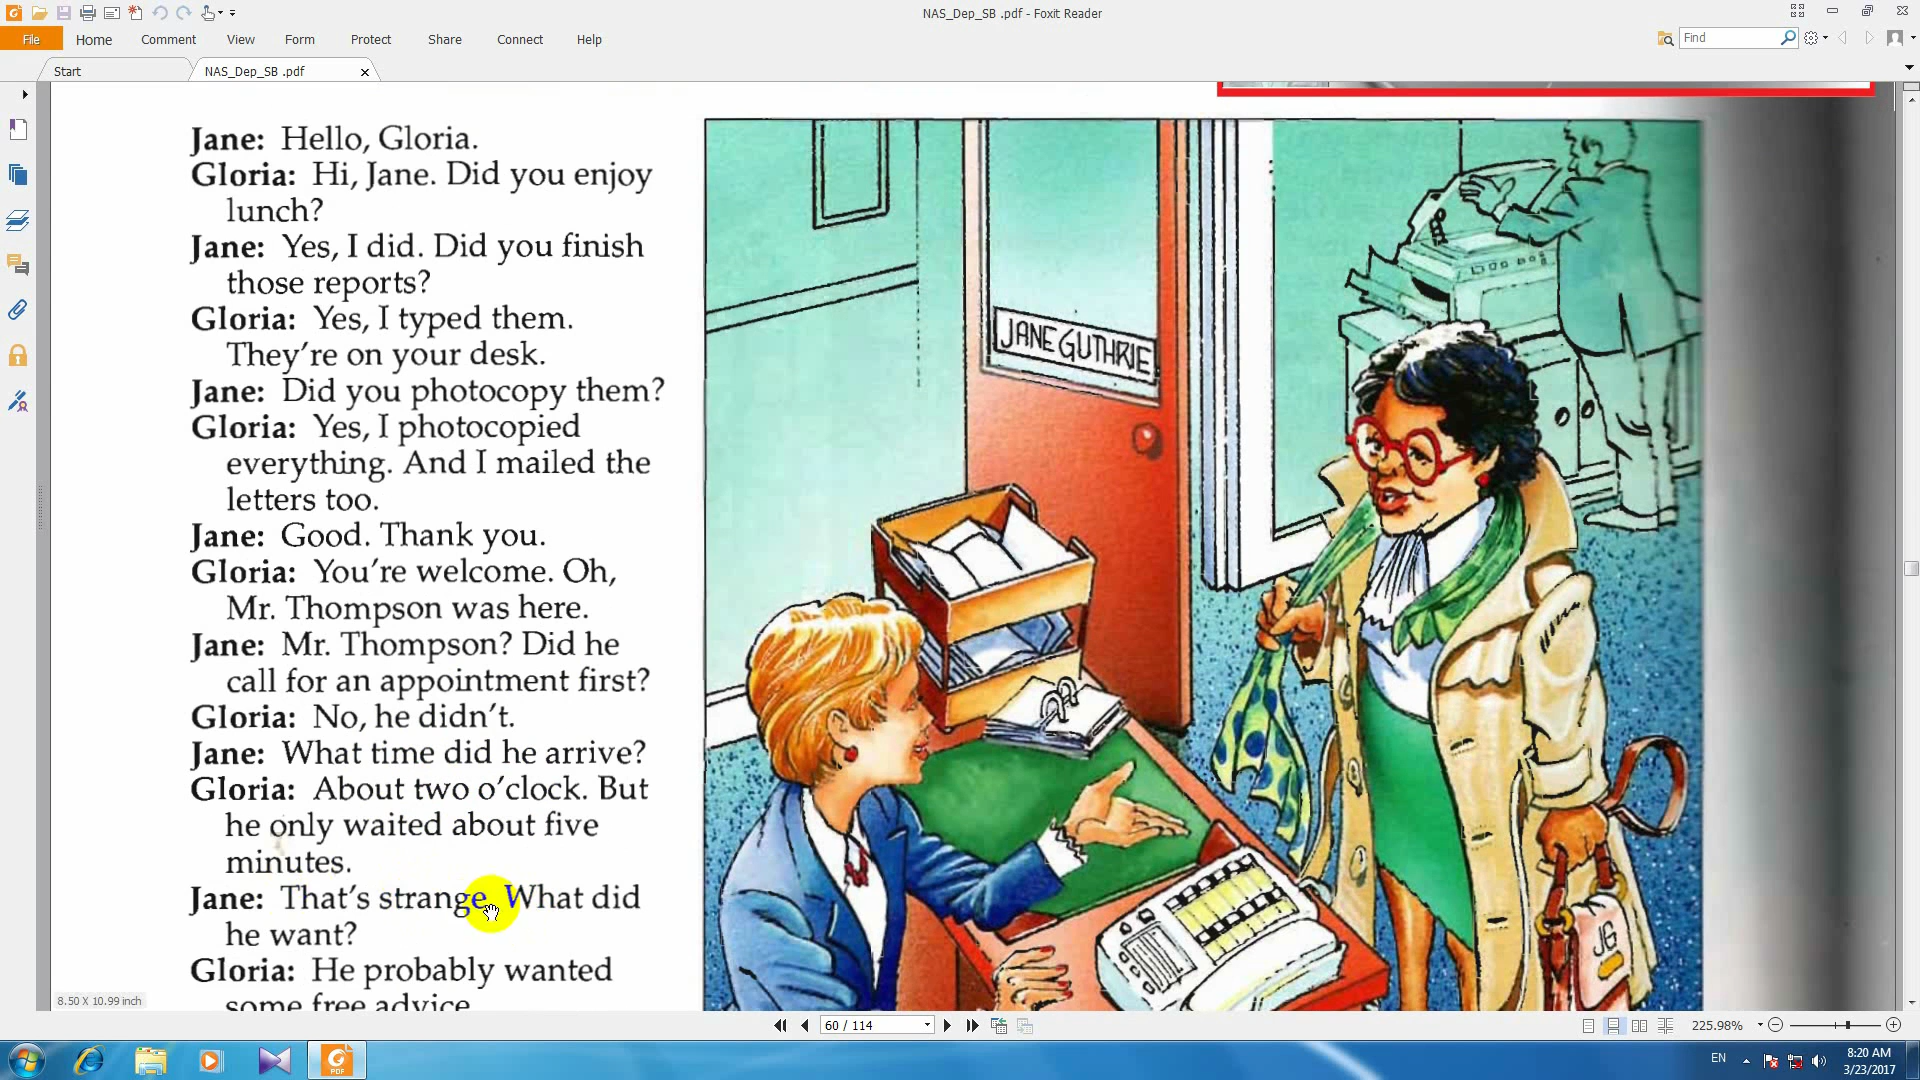 NAS_Dep_SB .pdf - Foxit Reader
File Home Comment View Form Protect Share Connect Help
Find
Start
NAS_Dep_SB .pdf
Jane: Hello, Gloria.
Gloria: Hi, Jane. Did you enjoy
lunch?
Jane: Yes, I did. Did you finish
those reports?
Gloria: Yes, I typed them.
They're on your desk.
Jane: Did you photocopy them?
Gloria: Yes, I photocopied
everything. And I mailed the
letters too.
Jane: Good. Thank you.
Gloria: You're welcome. Oh,
Mr. Thompson was here.
Jane: Mr. Thompson? Did he
call for an appointment first?
Gloria: No, he didn't.
Jane: What time did he arrive?
Gloria: About two o'clock. But
he only waited about five
minutes.
Jane: That's strange. What did
he want?
Gloria: He probably wanted
some free advice.
JANE GUTHRIE
JG
8.50 X 10.99 inch
60 / 114
225.98%
PDF
EN
8:20 AM
3/23/2017